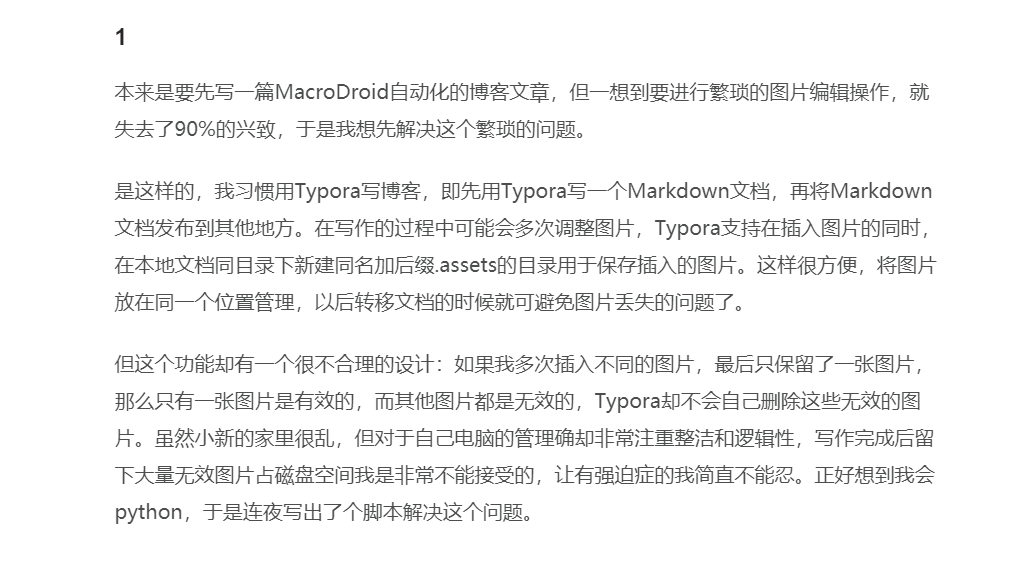 1
本来是要先写一篇MacroDroid自动化的博客文章，但一想到要进行繁琐的图片编辑操作，就
失去了90%的兴致，于是我想先解决这个繁琐的问题。
是这样的，我习惯用Typora写博客，即先用Typora写一个Markdown文档，再将Markdown
文档发布到其他地方。在写作的过程中可能会多次调整图片，Typora支持在插入图片的同时，
在本地文档同目录下新建同名加后缀.assets的目录用于保存插入的图片。这样很方便，将图片
放在同一个位置管理，以后转移文档的时候就可避免图片丢失的问题了。
但这个功能却有一个很不合理的设计：如果我多次插入不同的图片，最后只保留了一张图片，
那么只有一张图片是有效的，而其他图片都是无效的，Typora却不会自己删除这些无效的图
片。虽然小新的家里很乱，但对于自己电脑的管理确却非常注重整洁和逻辑性，写作完成后留
下大量无效图片占磁盘空间我是非常不能接受的，让有强迫症的我简直不能忍。正好想到我会
python，于是连夜写出了个脚本解决这个问题。